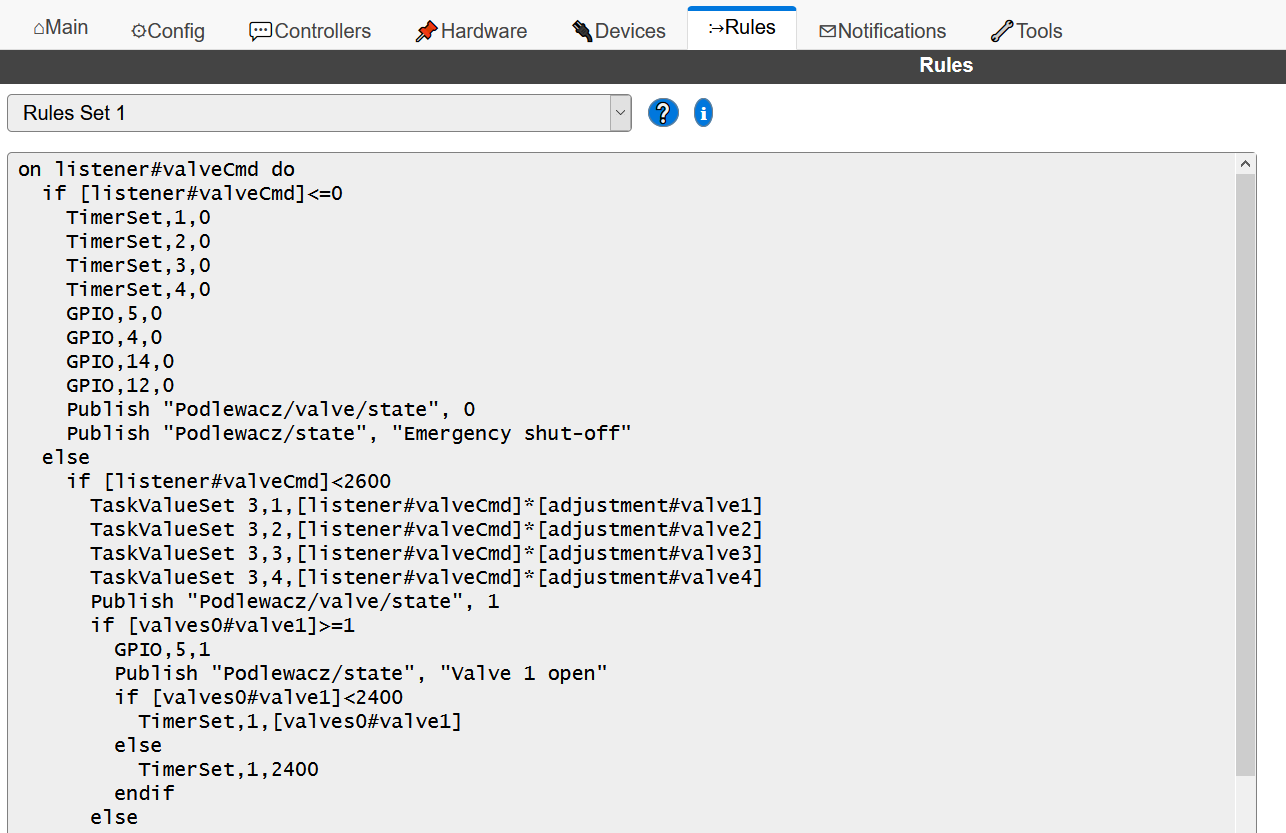 Main Config Controllers Hardware Devices Rules Notifications Tools
Rules
Rules Set 1 ? i
on listener#valveCmd do
  if [listener#valveCmd]<=0
    TimerSet,1,0
    TimerSet,2,0
    TimerSet,3,0
    TimerSet,4,0
    GPIO,5,0
    GPIO,4,0
    GPIO,14,0
    GPIO,12,0
    Publish "Podlewacz/valve/state", 0
    Publish "Podlewacz/state", "Emergency shut-off"
  else
    if [listener#valveCmd]<2600
      TaskValueSet 3,1,[listener#valveCmd]*[adjustment#valve1]
      TaskValueSet 3,2,[listener#valveCmd]*[adjustment#valve2]
      TaskValueSet 3,3,[listener#valveCmd]*[adjustment#valve3]
      TaskValueSet 3,4,[listener#valveCmd]*[adjustment#valve4]
      Publish "Podlewacz/valve/state", 1
      if [valves0#valve1]>=1
        GPIO,5,1
        Publish "Podlewacz/state", "Valve 1 open"
        if [valves0#valve1]<2400
          TimerSet,1,[valves0#valve1]
        else
          TimerSet,1,2400
        endif
      else